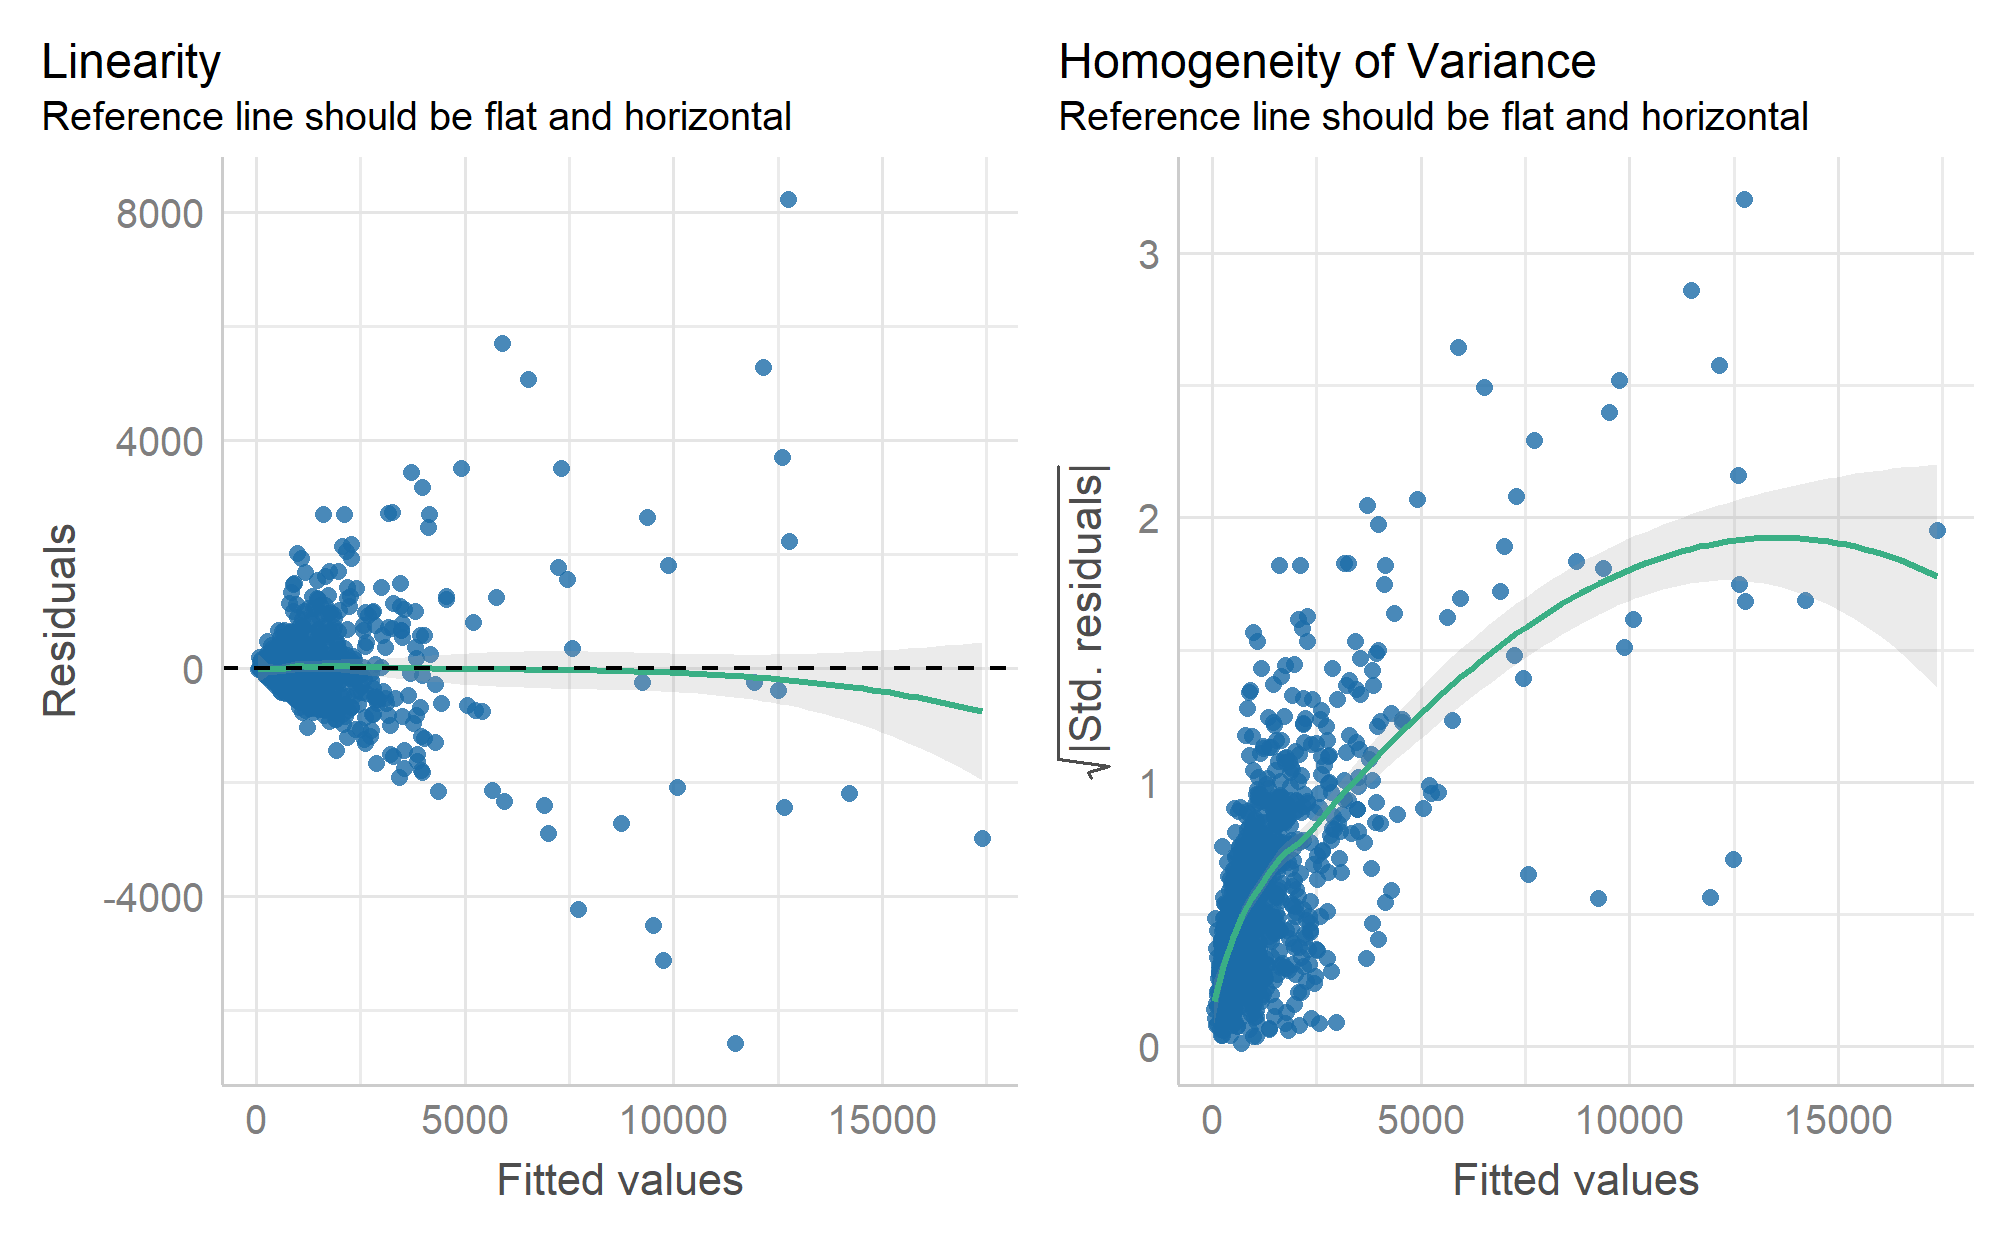 Linearity
Reference line should be flat and horizontal
8000
4000
0
-4000
Residuals
0
5000
10000
15000
Fitted values
Homogeneity of Variance
Reference line should be flat and horizontal
3
2
1
0
√|Std. residuals|
0
5000
10000
15000
Fitted values